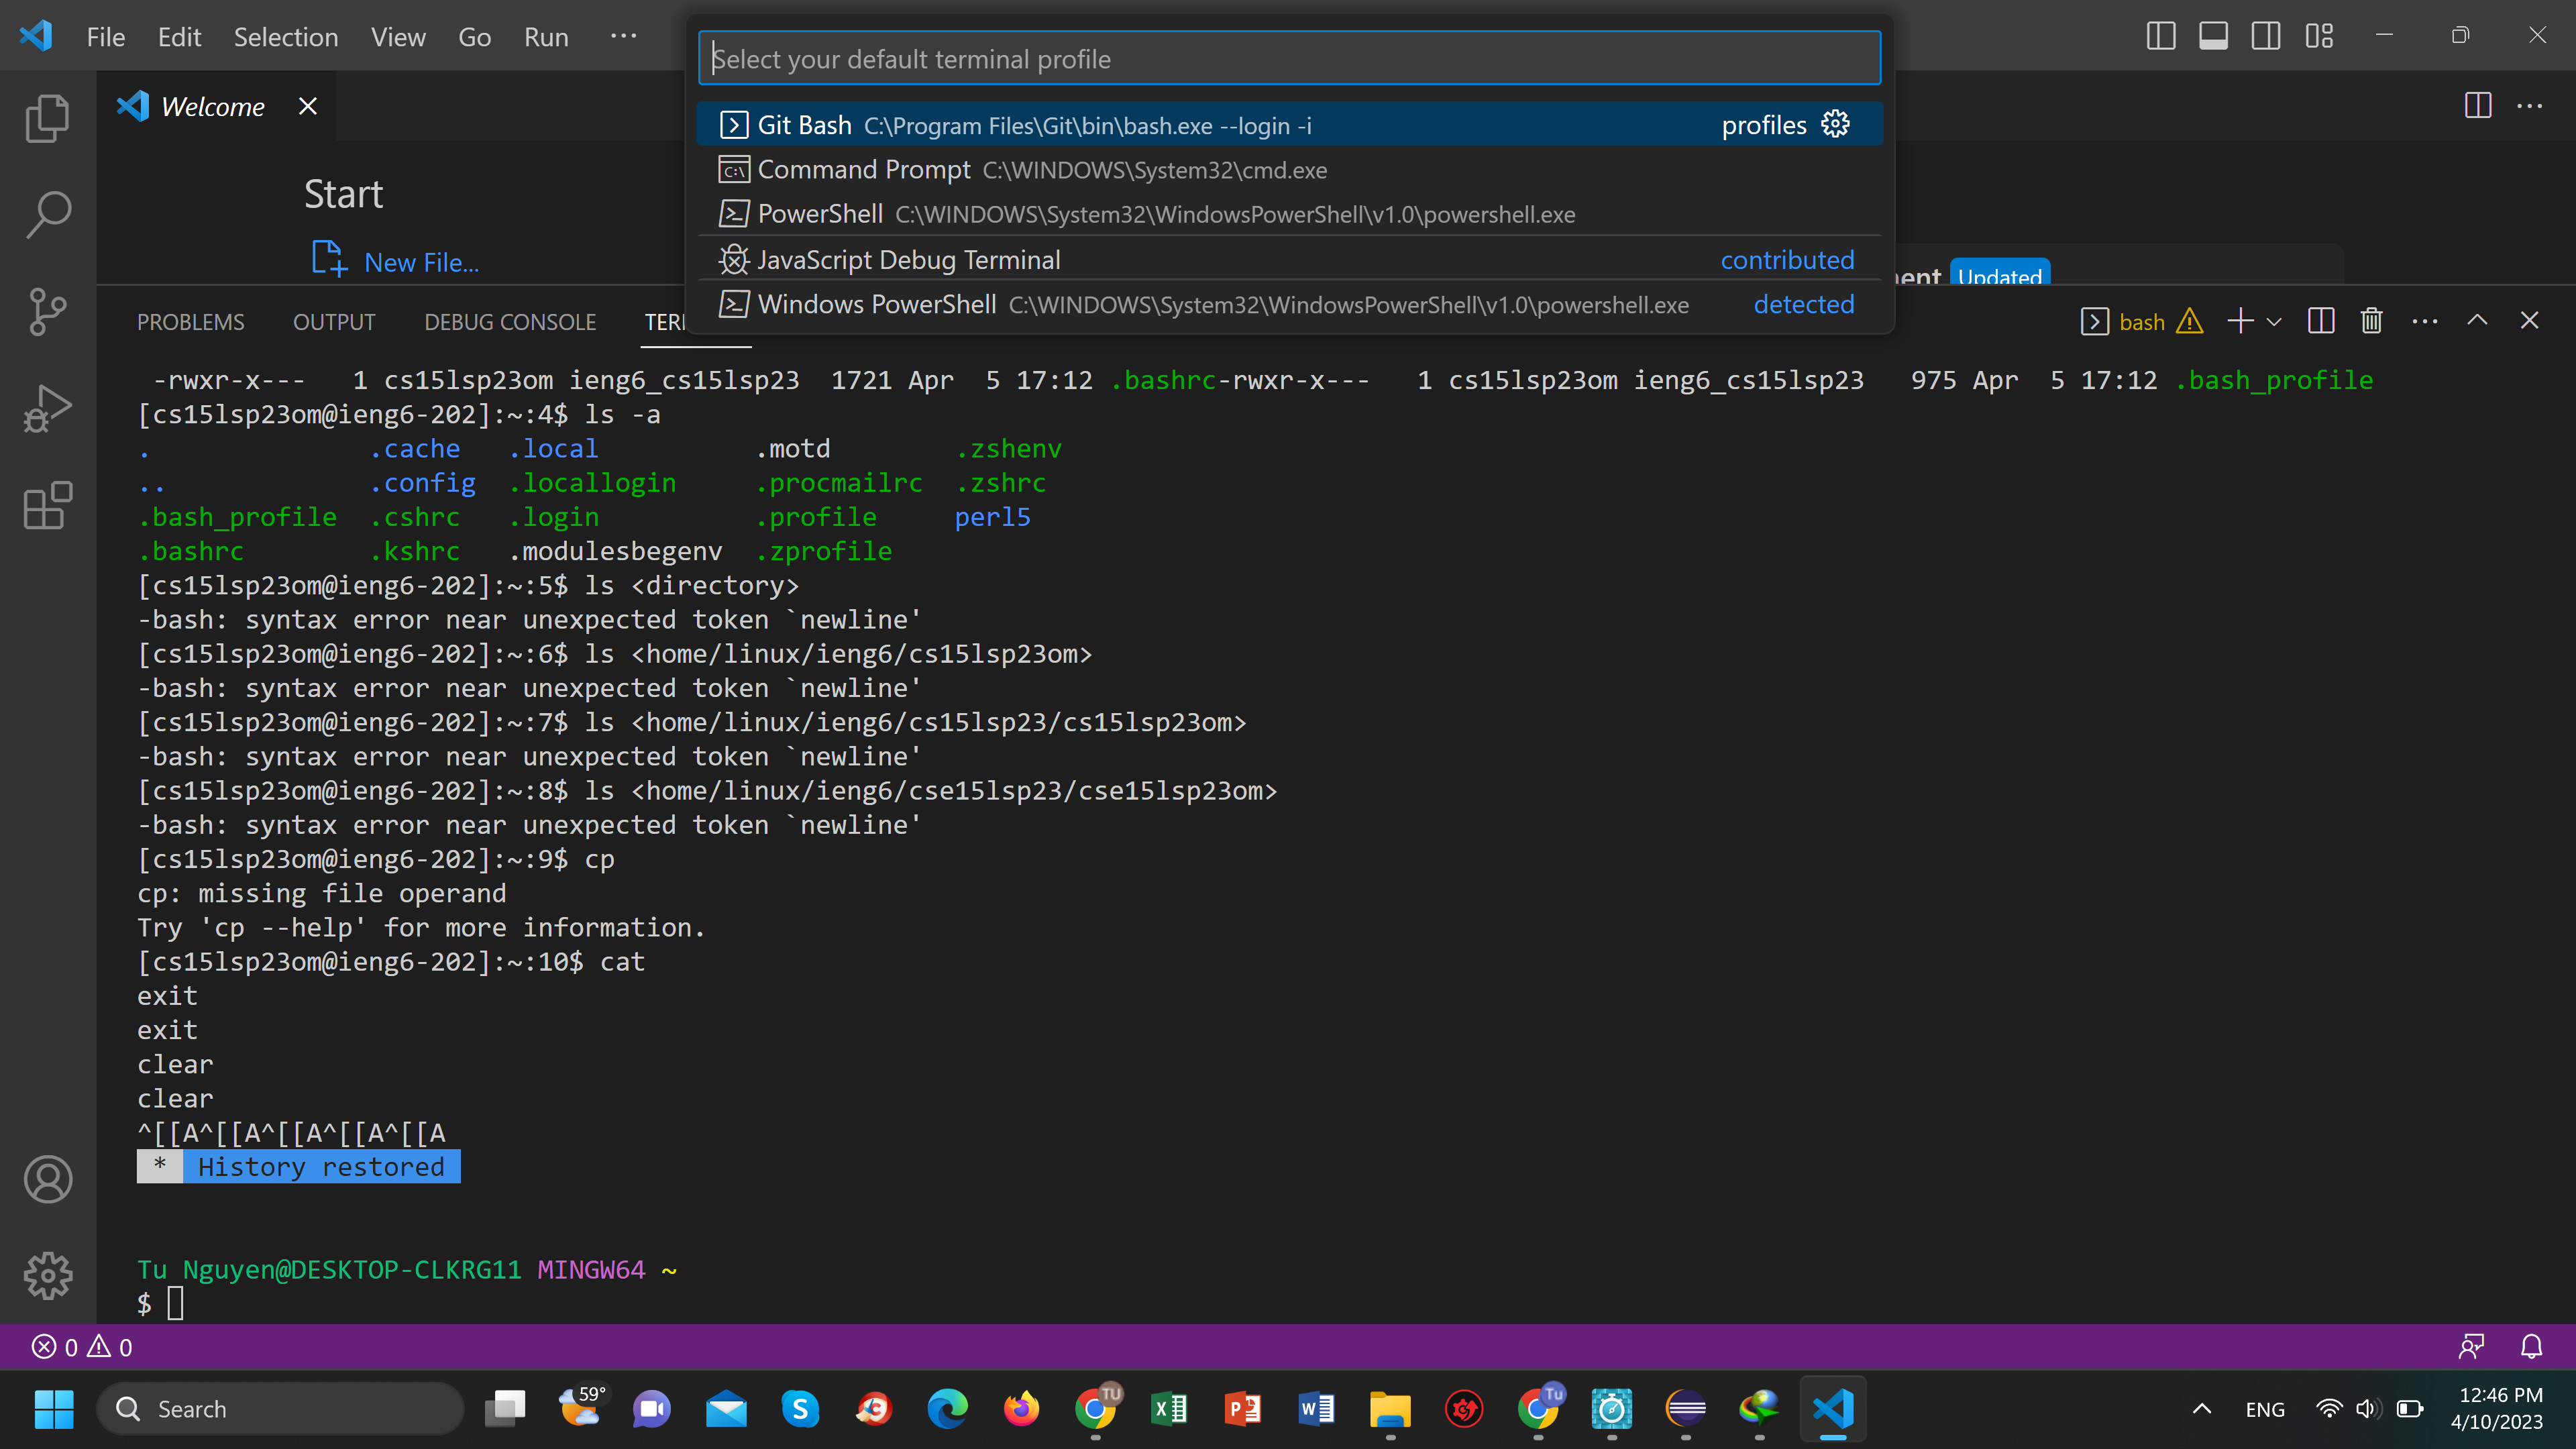 File Edit Selection View Go Run ...
Select your default terminal profile
Welcome
Git Bash C:\Program Files\Git\bin\bash.exe --login -i profiles
Command Prompt C:\WINDOWS\System32\cmd.exe
PowerShell C:\WINDOWS\System32\WindowsPowerShell\v1.0\powershell.exe
JavaScript Debug Terminal contributed
Windows PowerShell C:\WINDOWS\System32\WindowsPowerShell\v1.0\powershell.exe detected
Start
New File...
ent Updated
PROBLEMS OUTPUT DEBUG CONSOLE TER
bash
-rwxr-x--- 1 cs15lsp23om ieng6_cs15lsp23 1721 Apr 5 17:12 .bashrc-rwxr-x--- 1 cs15lsp23om ieng6_cs15lsp23 975 Apr 5 17:12 .bash_profile
[cs15lsp23om@ieng6-202]:~:4$ ls -a
. .cache .local .motd .zshenv
.. .config .locallogin .procmailrc .zshrc
.bash_profile .cshrc .login .profile perl5
.bashrc .kshrc .modulesbegenv .zprofile
[cs15lsp23om@ieng6-202]:~:5$ ls <directory>
-bash: syntax error near unexpected token `newline'
[cs15lsp23om@ieng6-202]:~:6$ ls <home/linux/ieng6/cs15lsp23om>
-bash: syntax error near unexpected token `newline'
[cs15lsp23om@ieng6-202]:~:7$ ls <home/linux/ieng6/cs15lsp23/cs15lsp23om>
-bash: syntax error near unexpected token `newline'
[cs15lsp23om@ieng6-202]:~:8$ ls <home/linux/ieng6/cse15lsp23/cse15lsp23om>
-bash: syntax error near unexpected token `newline'
[cs15lsp23om@ieng6-202]:~:9$ cp
cp: missing file operand
Try 'cp --help' for more information.
[cs15lsp23om@ieng6-202]:~:10$ cat
exit
exit
clear
clear
^[[A^[[A^[[A^[[A^[[A
* History restored
Tu Nguyen@DESKTOP-CLKRG11 MINGW64 ~
$
0 0
Search
59°
TU
Tu
ENG
12:46 PM
4/10/2023